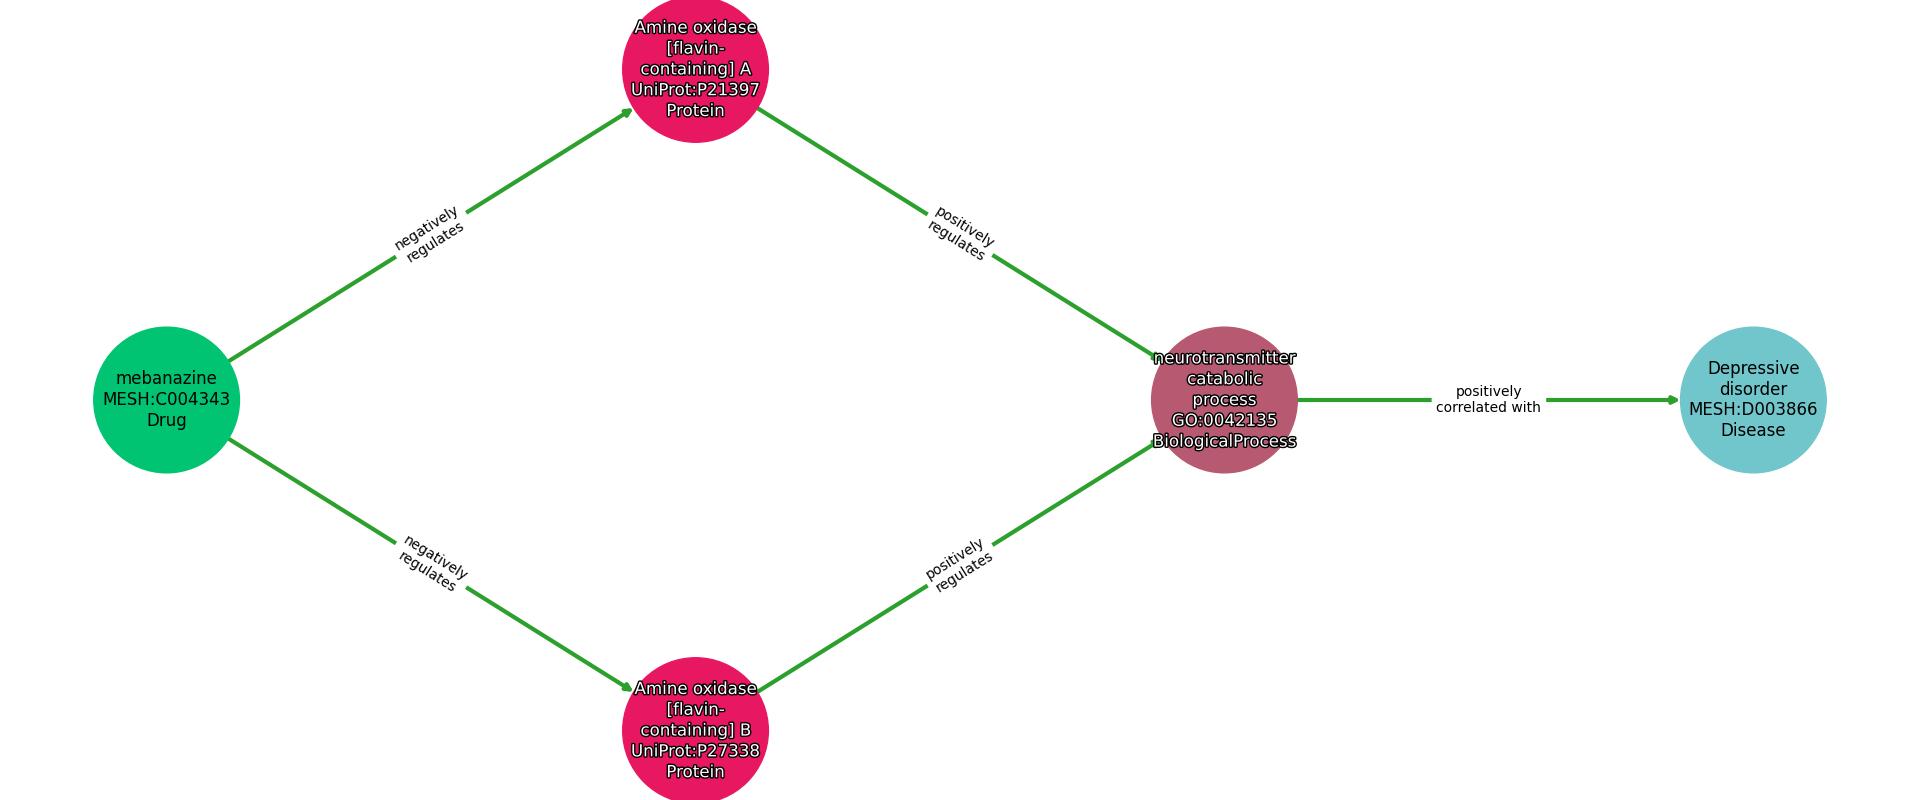 Amine oxidase
[flavin-
containing] A
UniProt:P21397
Protein
negatively
regulates
positively
regulates
mebanazine
MESH:C004343
Drug
neurotransmitter
catabolic
process
GO:0042135
BiologicalProcess
positively
correlated with
Depressive
disorder
MESH:D003866
Disease
negatively
regulates
positively
regulates
Amine oxidase
[flavin-
containing] B
UniProt:P27338
Protein